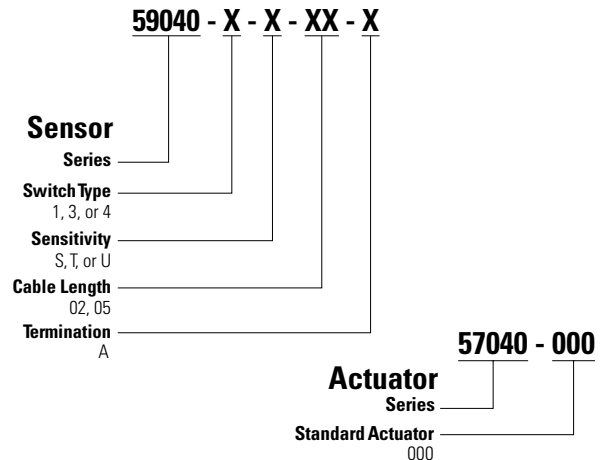 59040 - X - X - XX - X
Sensor
Series
Switch Type
1, 3, or 4
Sensitivity
S, T, or U
Cable Length
02, 05
Termination
A
57040 - 000
Actuator
Series
Standard Actuator
000